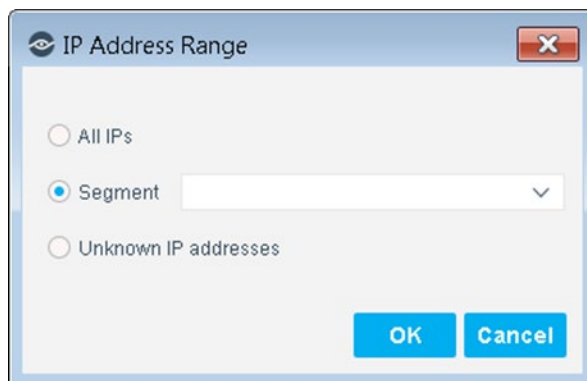 IP Address Range
All IPs
Segment
Unknown IP addresses
OK Cancel